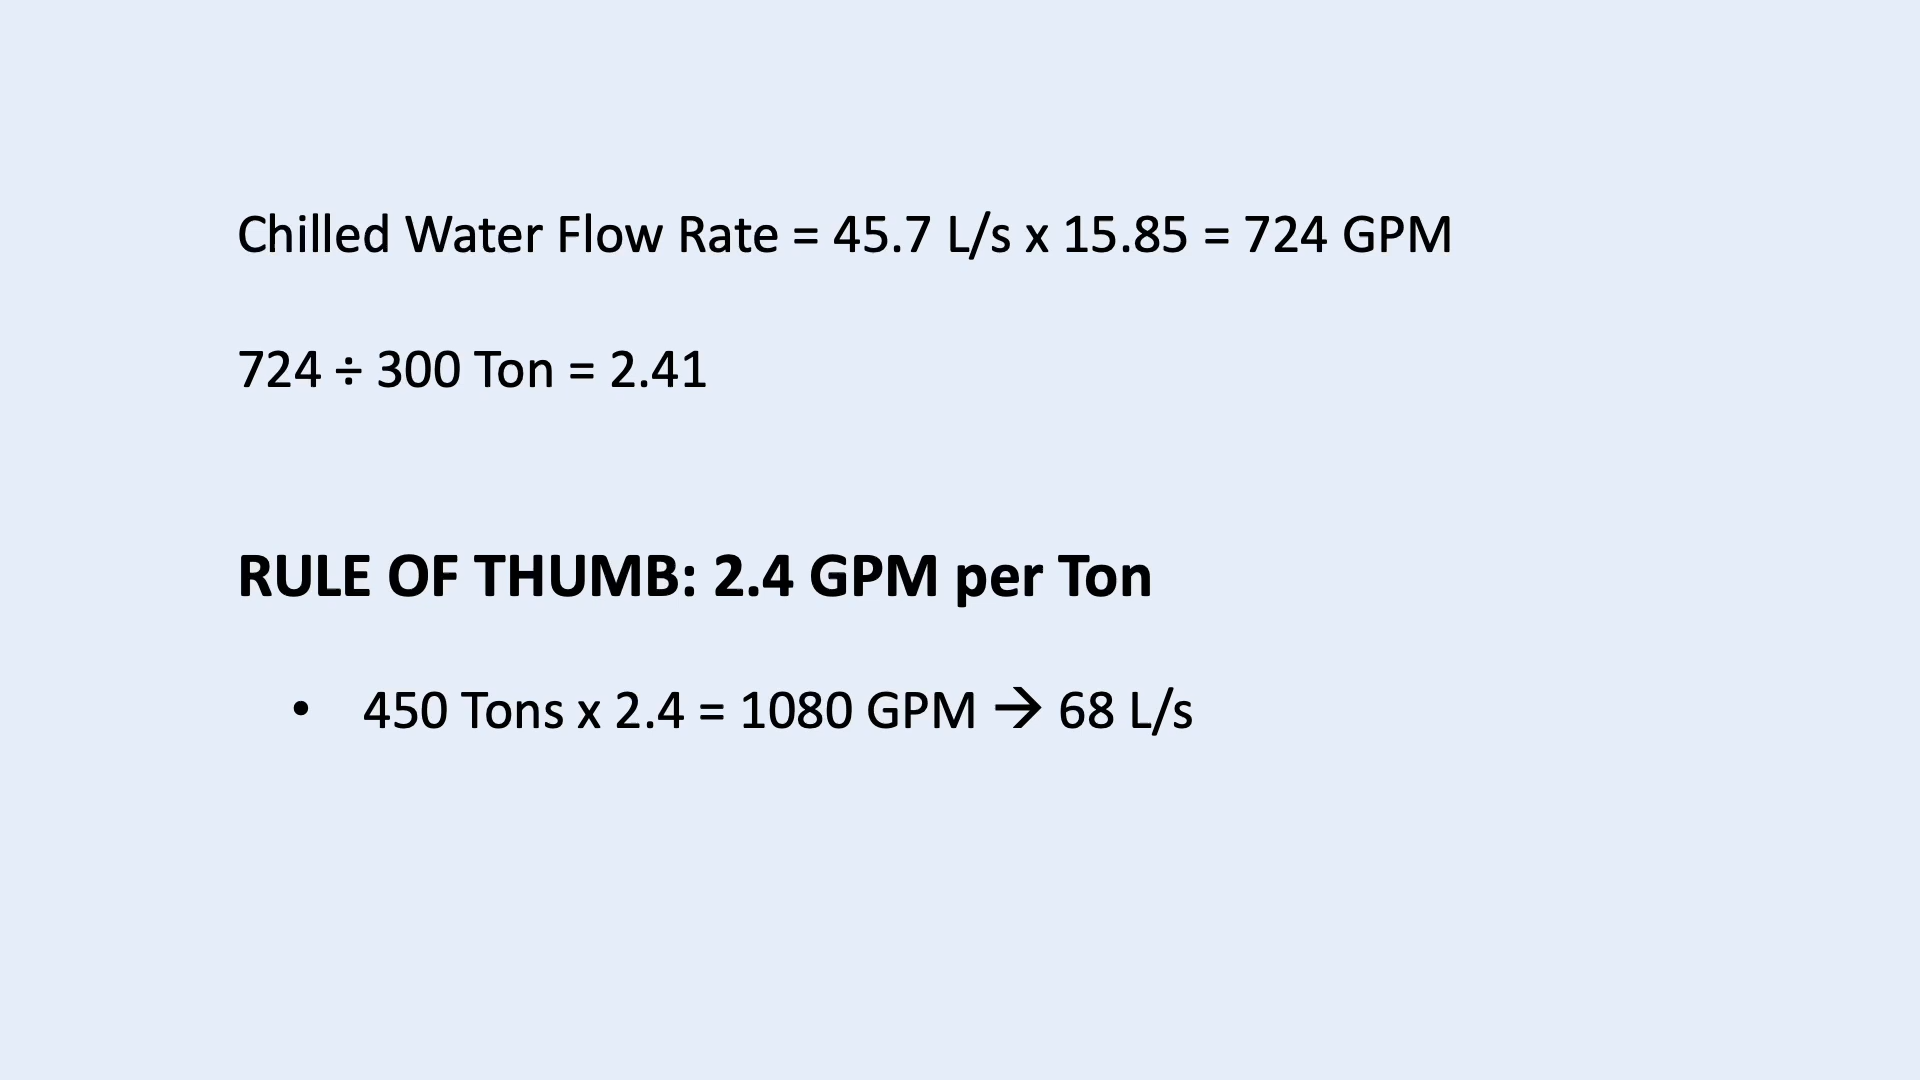 Chilled Water Flow Rate = 45.7 L/s x 15.85 = 724 GPM
724 ÷ 300 Ton = 2.41
RULE OF THUMB: 2.4 GPM per Ton
• 450 Tons x 2.4 = 1080 GPM → 68 L/s